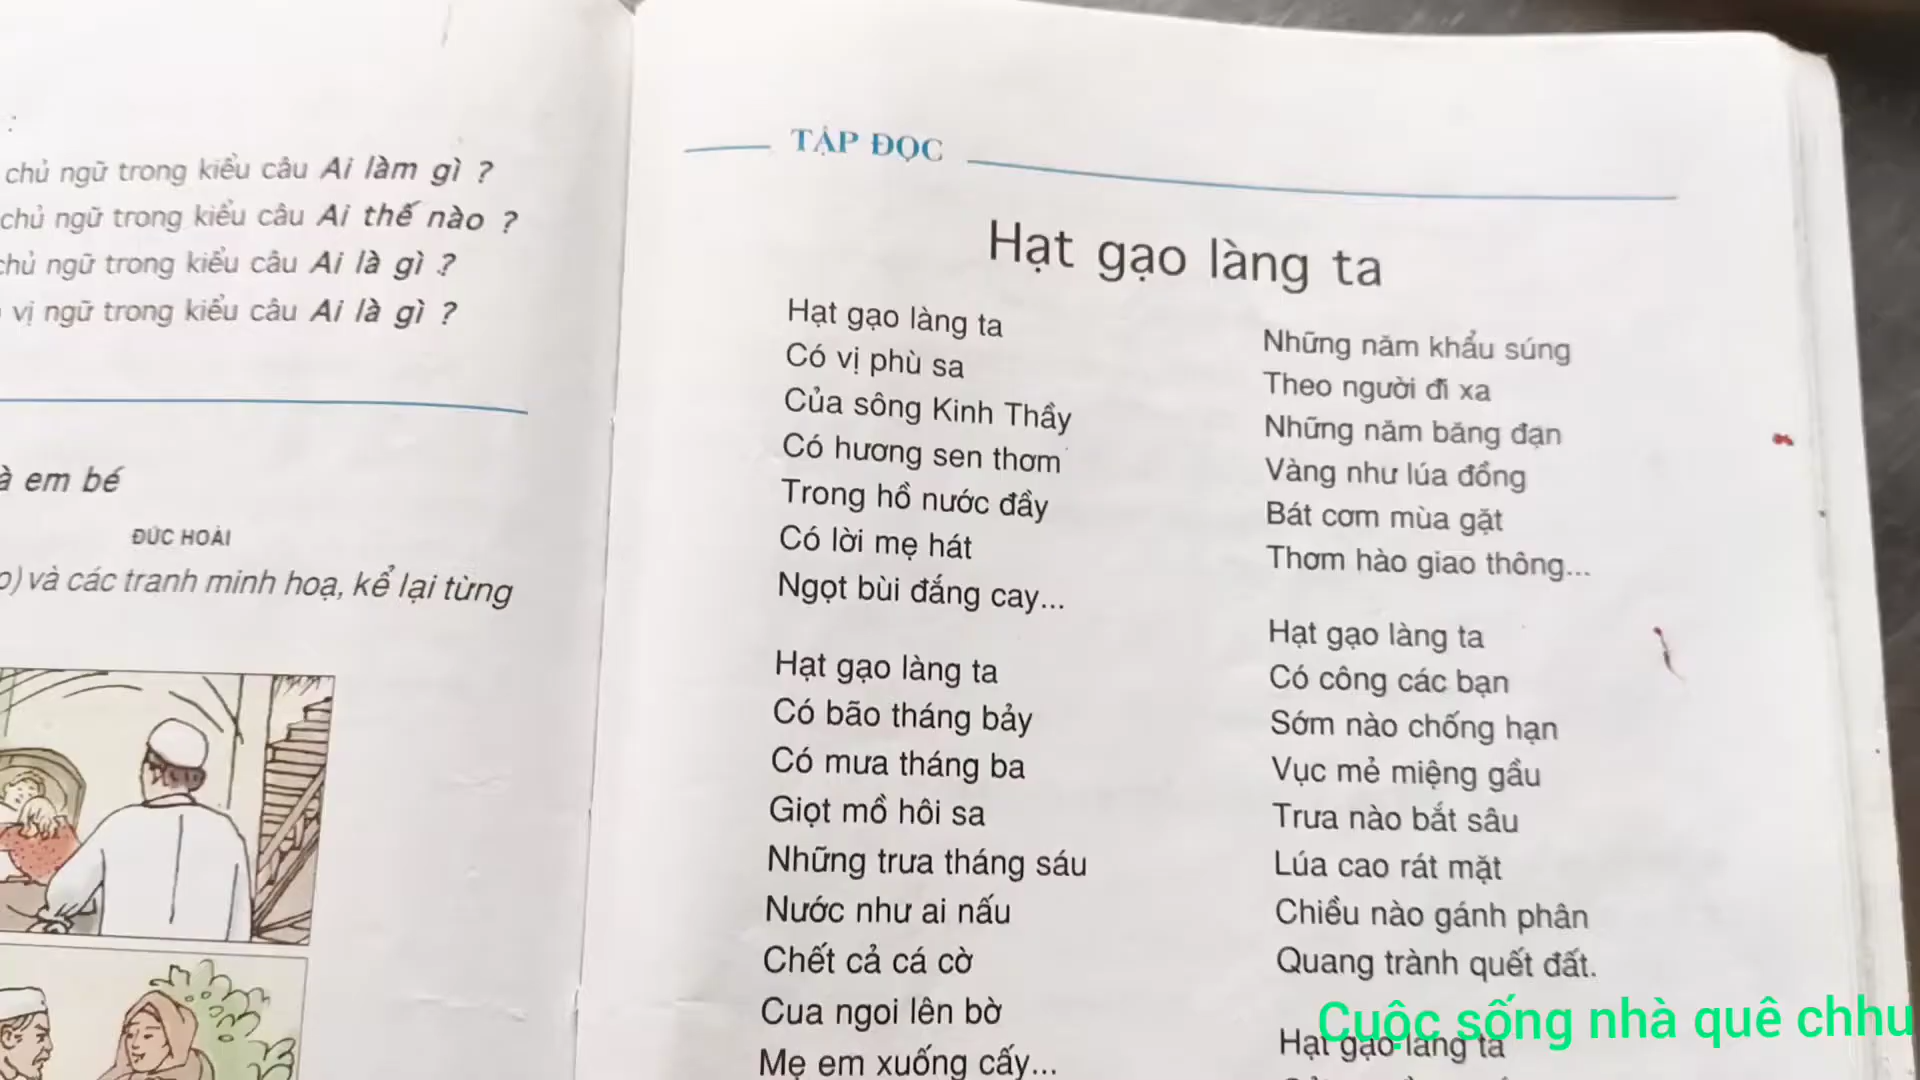 :
chủ ngữ trong kiểu câu Ai làm gì ?
chủ ngữ trong kiểu câu Ai thế nào ?
chủ ngữ trong kiểu câu Ai là gì ?
vị ngữ trong kiểu câu Ai là gì ?
à em bé
ĐỨC HOÀI
o) và các tranh minh hoạ, kể lại từng
TẬP ĐỌC
Hạt gạo làng ta
Hạt gạo làng ta
Có vị phù sa
Của sông Kinh Thầy
Có hương sen thơm
Trong hồ nước đầy
Có lời mẹ hát
Ngọt bùi đắng cay...
Hạt gạo làng ta
Có bão tháng bảy
Có mưa tháng ba
Giọt mồ hôi sa
Những trưa tháng sáu
Nước như ai nấu
Chết cả cá cờ
Cua ngoi lên bờ
Mẹ em xuống cấy...
Những năm khẩu súng
Theo người đi xa
Những năm băng đạn
Vàng như lúa đồng
Bát cơm mùa gặt
Thơm hào giao thông...
Hạt gạo làng ta
Có công các bạn
Sớm nào chống hạn
Vục mẻ miệng gầu
Trưa nào bắt sâu
Lúa cao rát mặt
Chiều nào gánh phân
Quang trành quết đất.
Hạt gạo làng ta
Cuộc sống nhà quê chhu